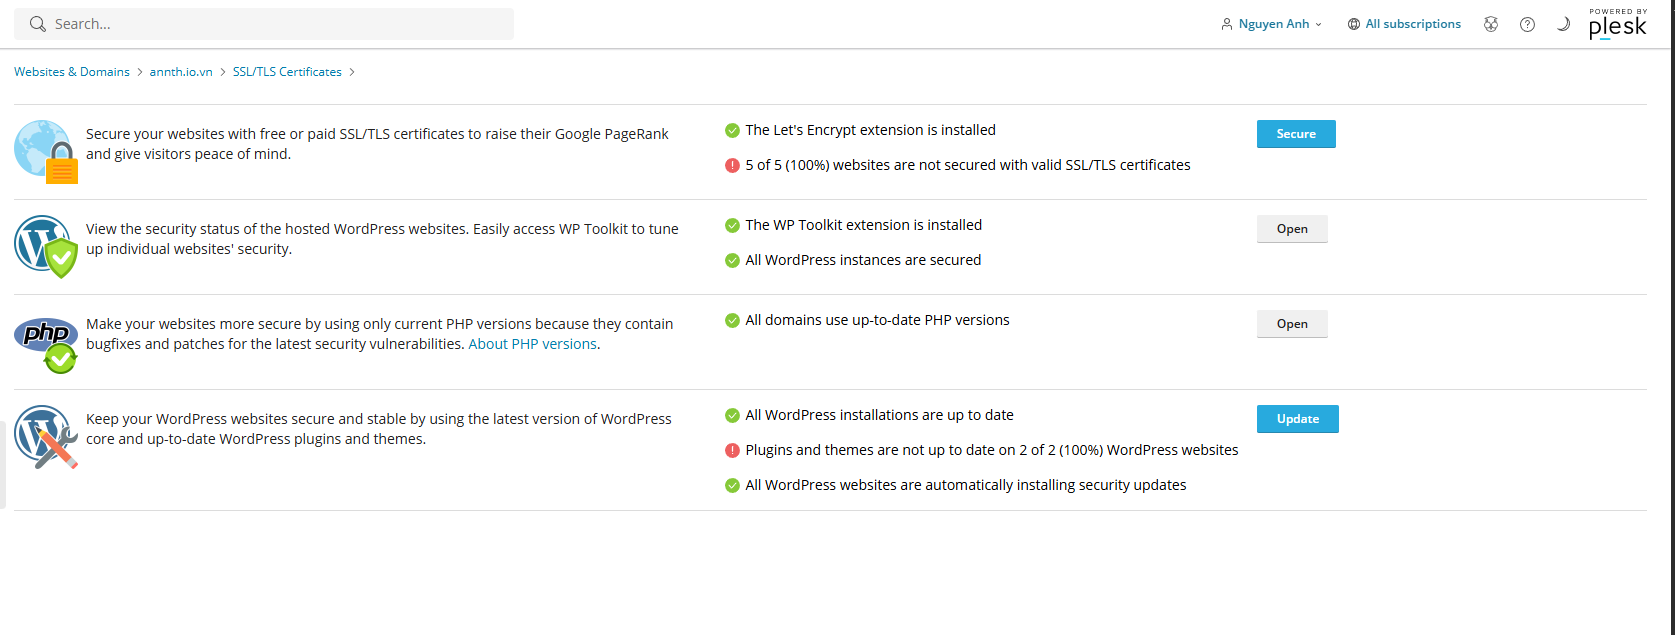 Search...
Nguyen Anh
All subscriptions
POWERED BY
plesk
Websites & Domains > annth.io.vn > SSL/TLS Certificates >
Secure your websites with free or paid SSL/TLS certificates to raise their Google PageRank
and give visitors peace of mind.
The Let's Encrypt extension is installed
5 of 5 (100%) websites are not secured with valid SSL/TLS certificates
Secure
View the security status of the hosted WordPress websites. Easily access WP Toolkit to tune
up individual websites' security.
The WP Toolkit extension is installed
All WordPress instances are secured
Open
php
Make your websites more secure by using only current PHP versions because they contain
bugfixes and patches for the latest security vulnerabilities. About PHP versions.
All domains use up-to-date PHP versions
Open
Keep your WordPress websites secure and stable by using the latest version of WordPress
core and up-to-date WordPress plugins and themes.
All WordPress installations are up to date
Plugins and themes are not up to date on 2 of 2 (100%) WordPress websites
All WordPress websites are automatically installing security updates
Update